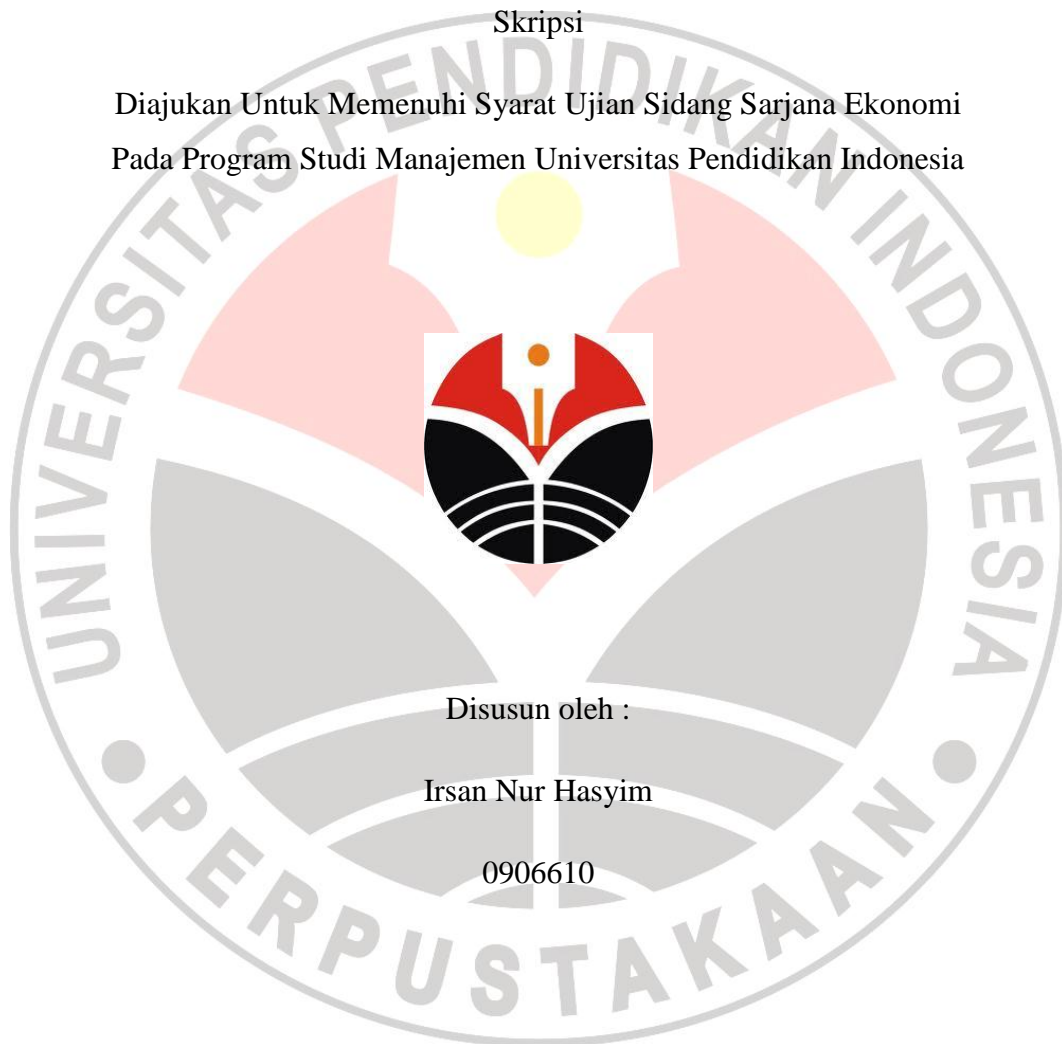 Skripsi
Diajukan Untuk Memenuhi Syarat Ujian Sidang Sarjana Ekonomi
Pada Program Studi Manajemen Universitas Pendidikan Indonesia
UNIVERSITAS PENDIDIKAN INDONESIA
Disusun oleh :
Irsan Nur Hasyim
0906610
PERPUSTAKAAN